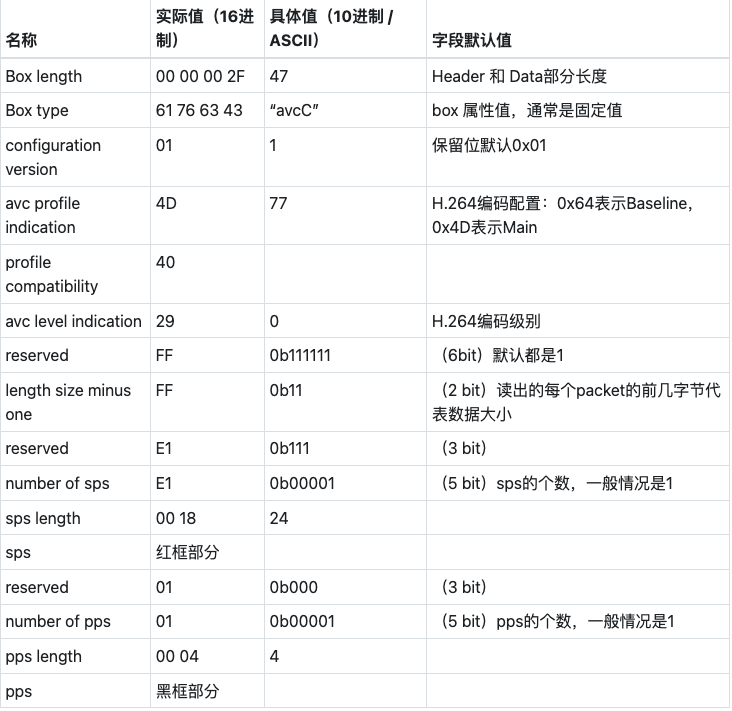 名称 实际值（16进制） 具体值（10进制 / ASCII） 字段默认值
Box length 00 00 00 2F 47 Header 和 Data部分长度
Box type 61 76 63 43 “avcC” box 属性值，通常是固定值
configuration version 01 1 保留位默认0x01
avc profile indication 4D 77 H.264编码配置：0x64表示Baseline，0x4D表示Main
profile compatibility 40
avc level indication 29 0 H.264编码级别
reserved FF 0b111111 （6bit）默认都是1
length size minus one FF 0b11 （2 bit）读出的每个packet的前几字节代表数据大小
reserved E1 0b111 （3 bit）
number of sps E1 0b00001 （5 bit）sps的个数，一般情况是1
sps length 00 18 24
sps 红框部分
reserved 01 0b000 （3 bit）
number of pps 01 0b00001 （5 bit）pps的个数，一般情况是1
pps length 00 04 4
pps 黑框部分